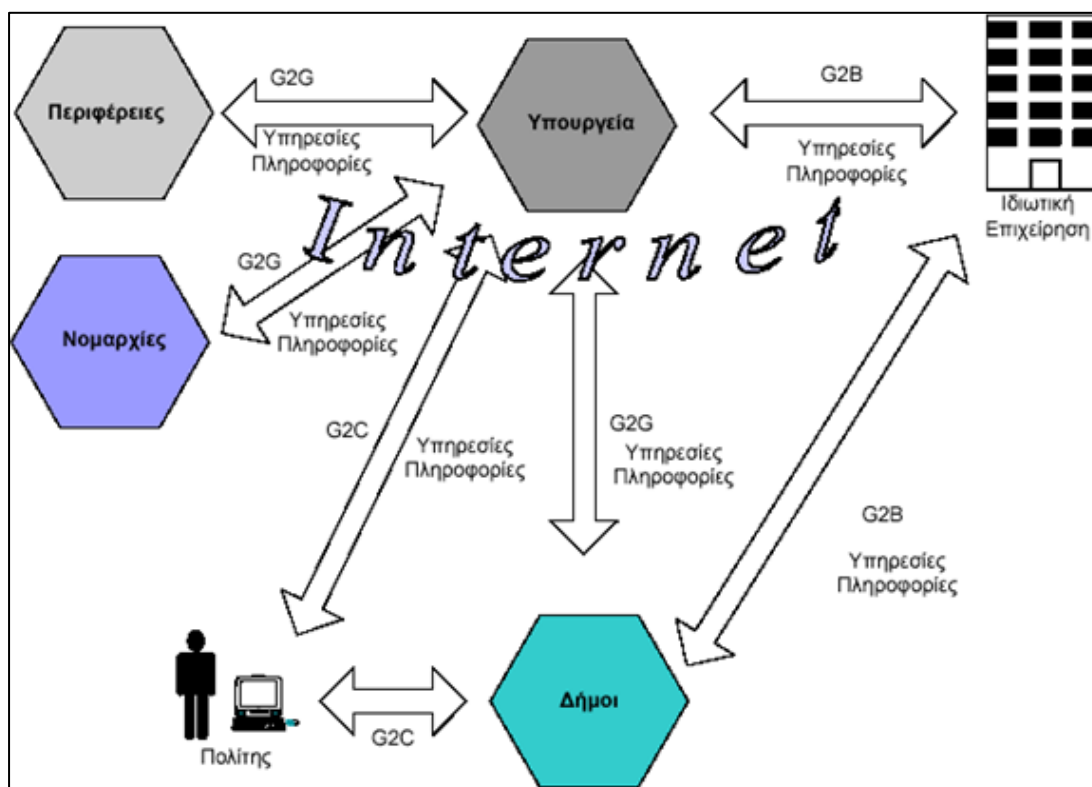 G2G
G2B
Περιφέρειες
Υπουργεία
Υπηρεσίες
Πληροφορίες
Υπηρεσίες
Πληροφορίες
Ιδιωτική
Επιχείρηση
Internet
G2G
Υπηρεσίες
Πληροφορίες
Νομαρχίες
G2C
Υπηρεσίες
Πληροφορίες
G2G
Υπηρεσίες
Πληροφορίες
G2B
Υπηρεσίες
Πληροφορίες
Δήμοι
G2C
Πολίτης